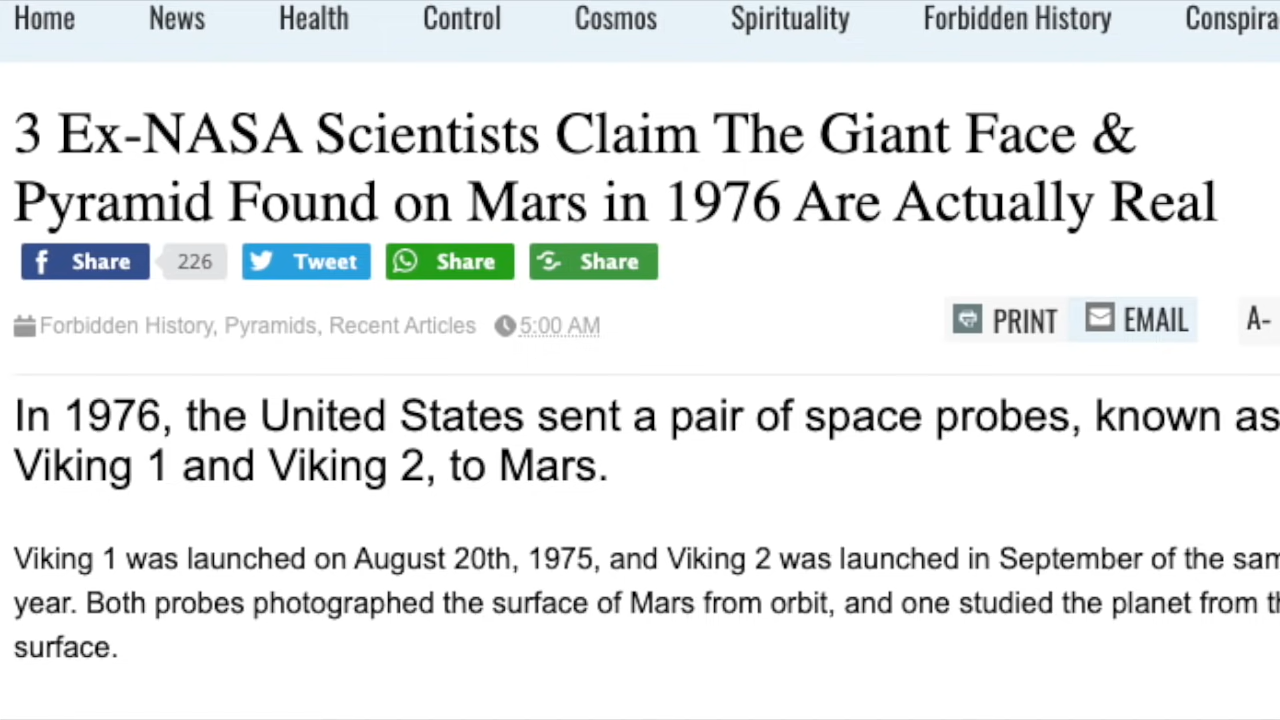 Home News Health Control Cosmos Spirituality Forbidden History Conspira
3 Ex-NASA Scientists Claim The Giant Face &
Pyramid Found on Mars in 1976 Are Actually Real
Share 226 Tweet Share Share
Forbidden History, Pyramids, Recent Articles 5:00 AM PRINT EMAIL A-
In 1976, the United States sent a pair of space probes, known as
Viking 1 and Viking 2, to Mars.
Viking 1 was launched on August 20th, 1975, and Viking 2 was launched in September of the sam
year. Both probes photographed the surface of Mars from orbit, and one studied the planet from th
surface.